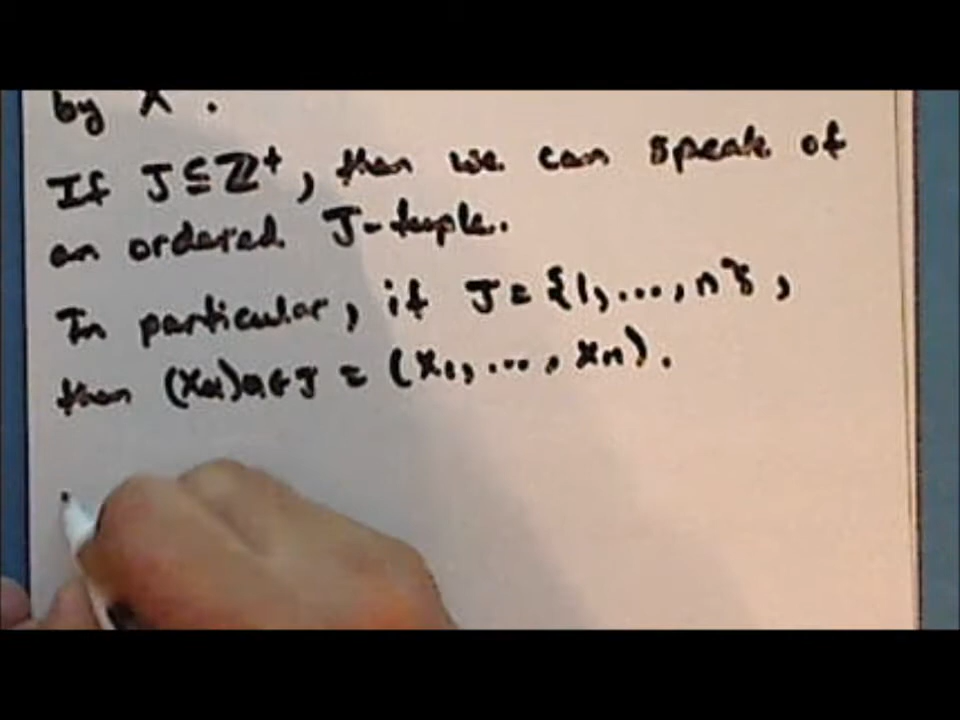 by X.
If J ⊆ ℤ⁺, then we can speak of
an ordered J-tuple.
In particular, if J = {1, ..., n},
then (xα)α∈J = (x₁, ..., xₙ).